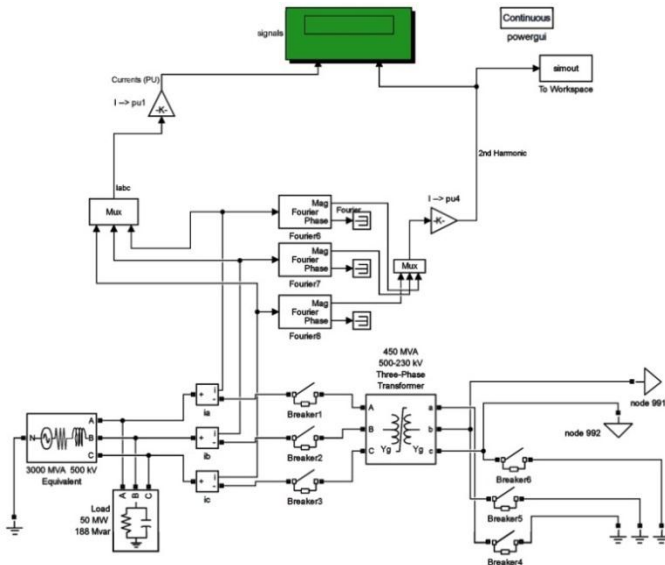 signals
Continuous
powergui
simout
To Workspace
Currents (PU)
I --> pu1
-K-
2nd Harmonic
I --> pu4
-K-
Iabc
Mux
Mag
Fourier
Phase
Fourier6
Fourier
Mag
Fourier
Phase
Fourier7
Mux
Mag
Fourier
Phase
Fourier8
450 MVA
500-230 kV
Three-Phase
Transformer
node 991
node 992
N
A
B
C
3000 MVA 500 kV
Equivalent
+ i
-
ia
+ i
-
ib
+ i
-
ic
Breaker1
Breaker2
Breaker3
A
B
C
Yg
Yg
a
b
c
A B C
Load
50 MW
188 Mvar
Breaker6
Breaker5
Breaker4